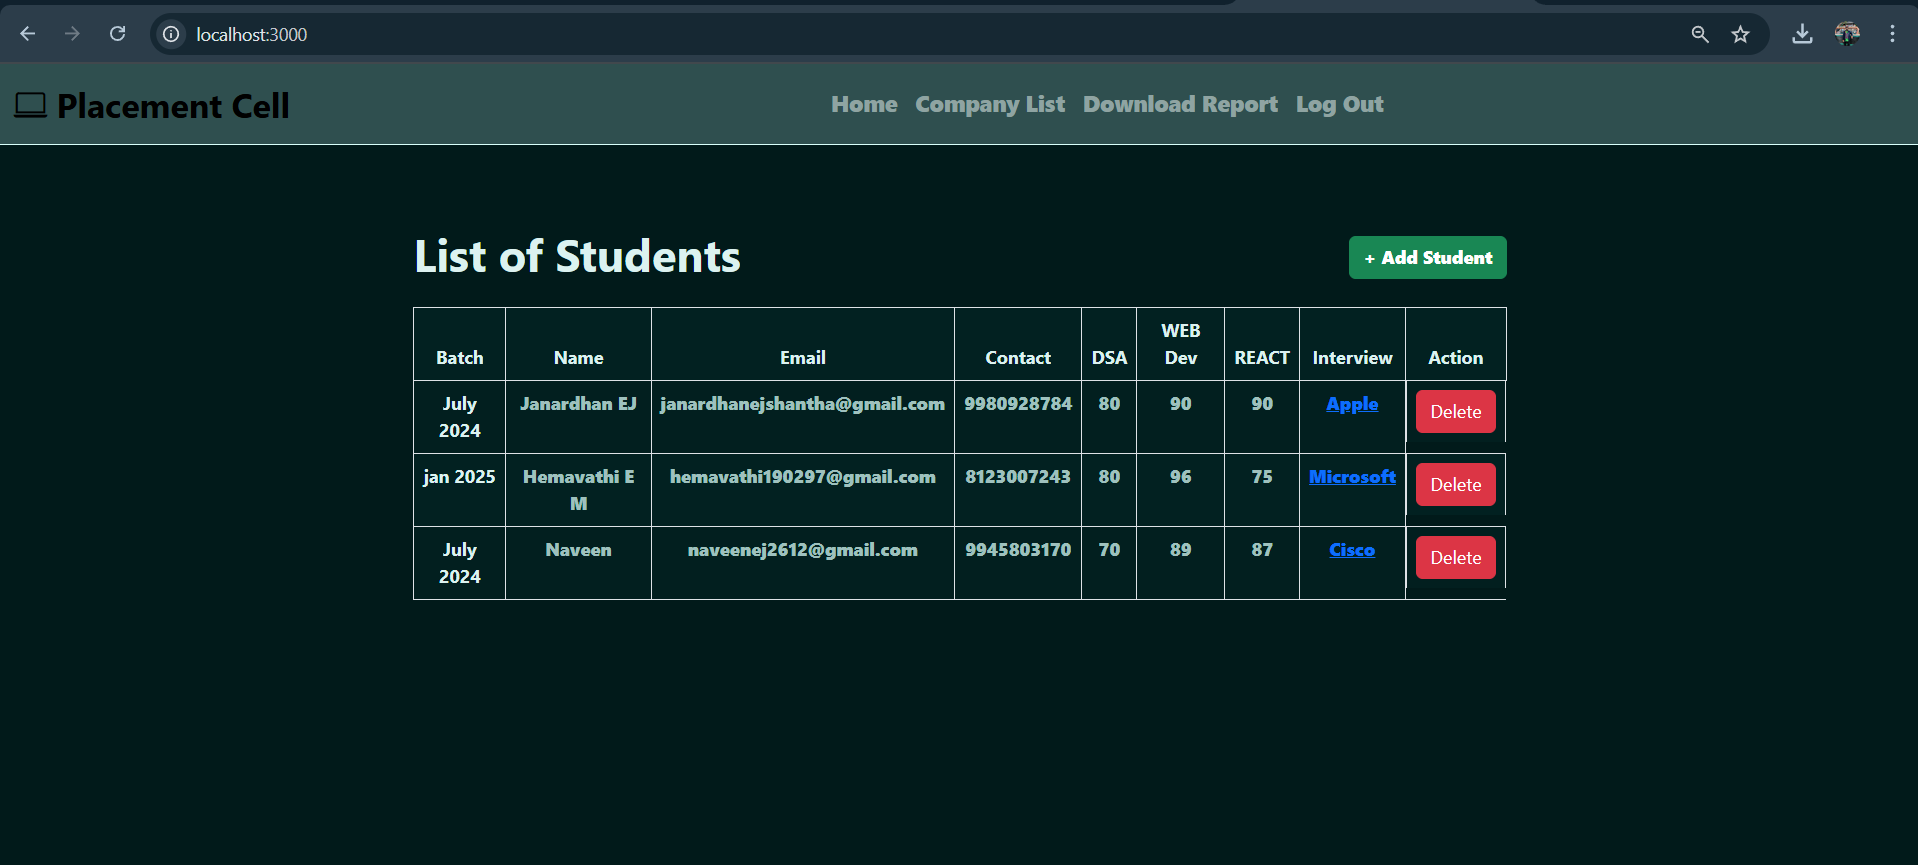 localhost:3000
Placement Cell Home Company List Download Report Log Out
List of Students + Add Student
Batch Name Email Contact DSA WEB Dev REACT Interview Action
July 2024 Janardhan EJ janardhanejshantha@gmail.com 9980928784 80 90 90 Apple Delete
jan 2025 Hemavathi E M hemavathi190297@gmail.com 8123007243 80 96 75 Microsoft Delete
July 2024 Naveen naveenej2612@gmail.com 9945803170 70 89 87 Cisco Delete